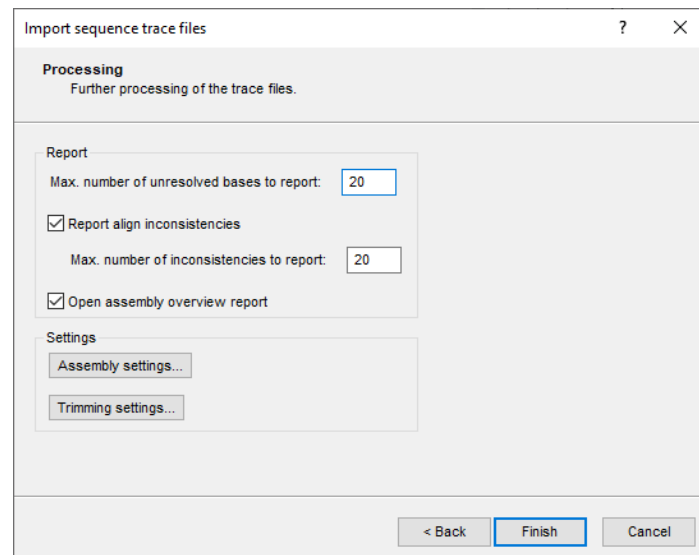 Import sequence trace files
Processing
Further processing of the trace files.
Report
Max. number of unresolved bases to report: 20
Report align inconsistencies
Max. number of inconsistencies to report: 20
Open assembly overview report
Settings
Assembly settings...
Trimming settings...
< Back Finish Cancel